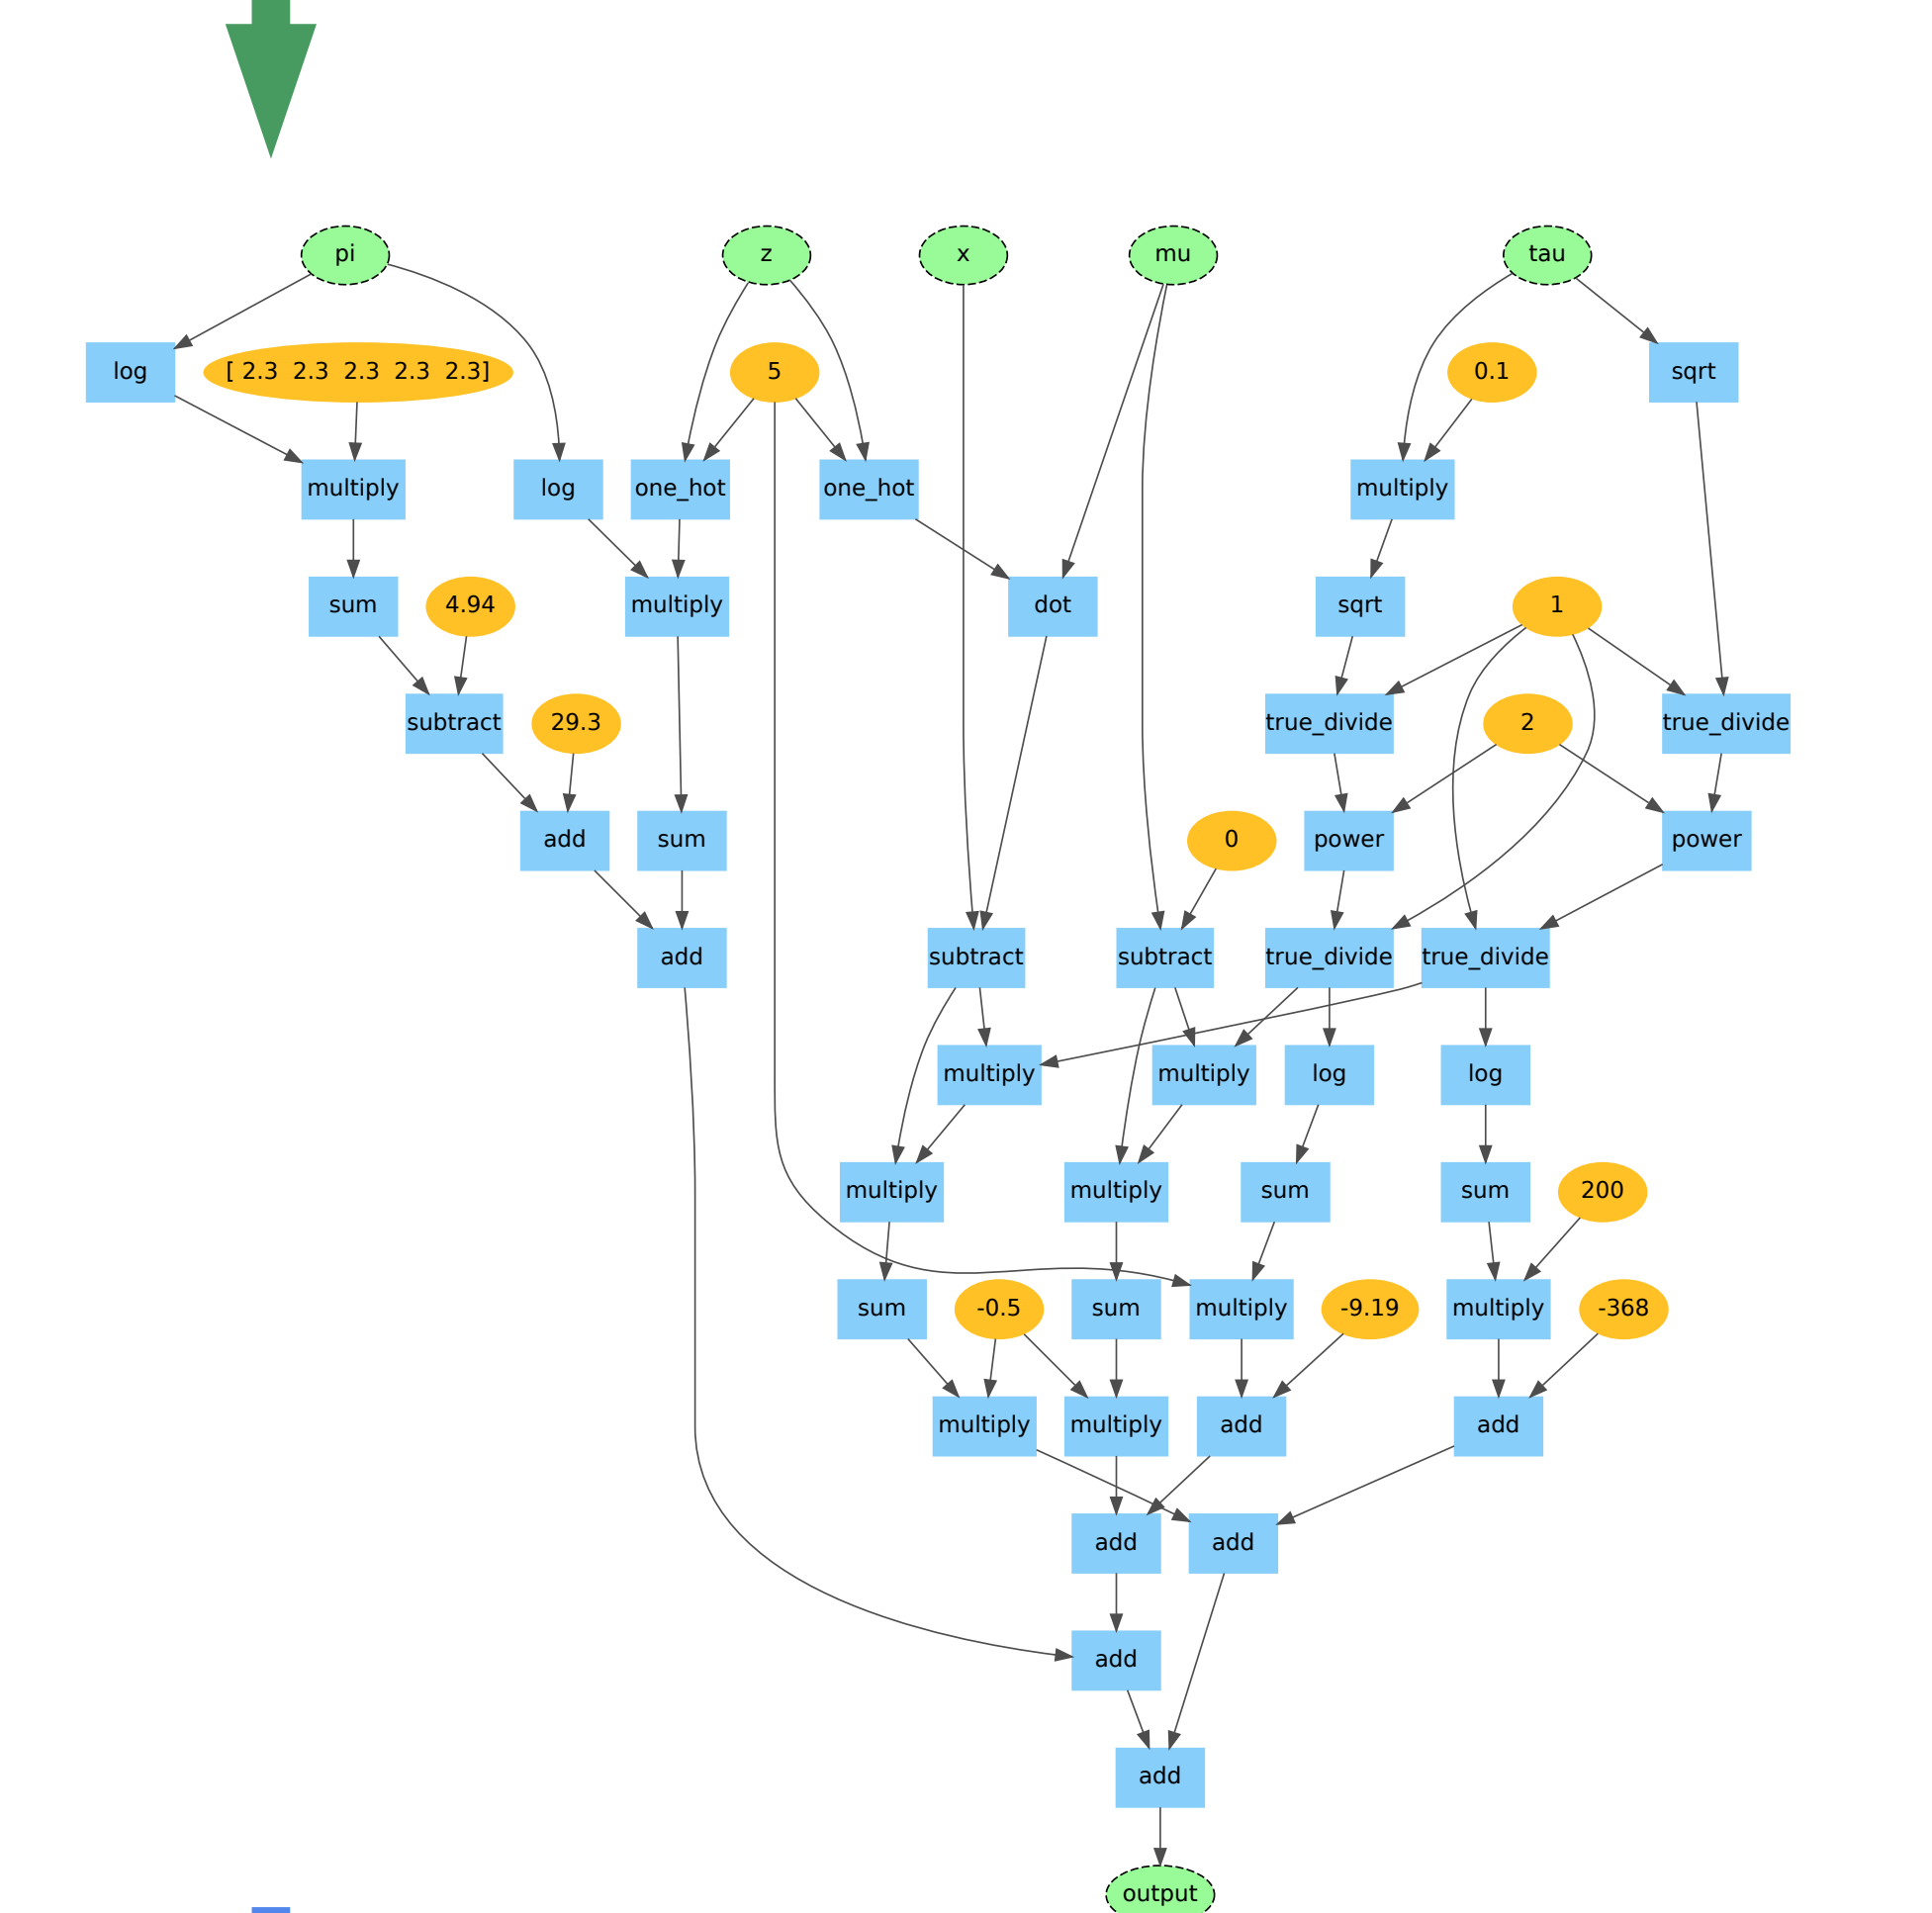 pi z x mu tau
log [ 2.3 2.3 2.3 2.3 2.3] 5 0.1 sqrt
multiply log one_hot one_hot multiply
sum 4.94 multiply dot sqrt 1
subtract 29.3 true_divide 2 true_divide
add sum 0 power power
add subtract subtract true_divide true_divide
multiply multiply log log
multiply multiply sum sum 200
sum -0.5 sum multiply -9.19 multiply -368
multiply multiply add add
add add
add
add
output